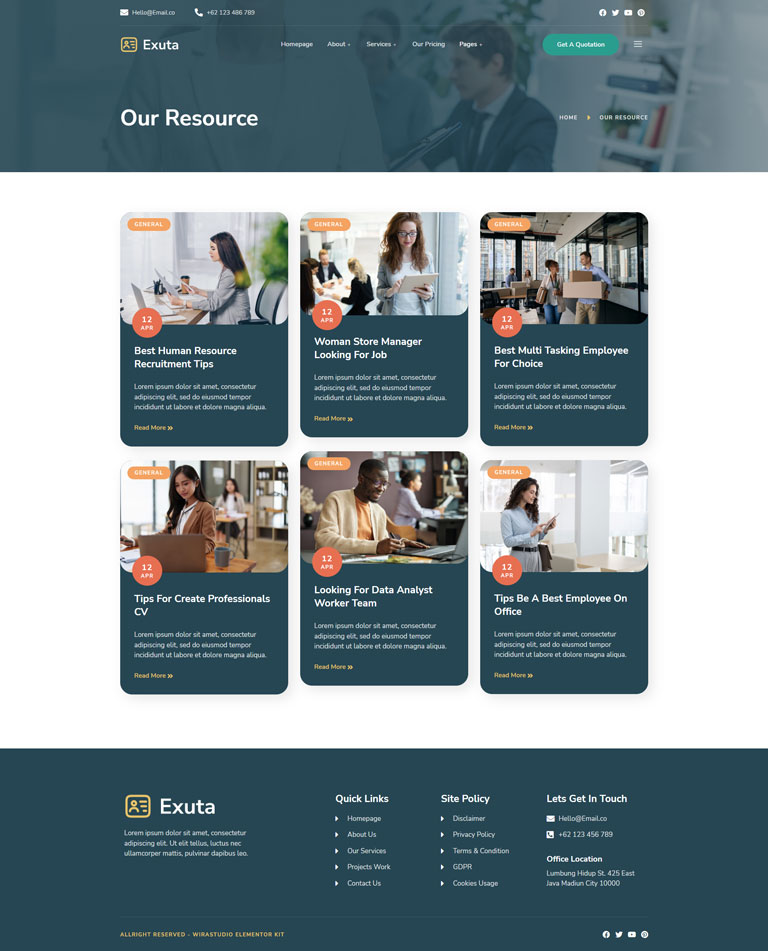 Hello@Email.co
+62 123 486 789
Exuta
Homepage
About +
Services +
Our Pricing
Pages +
Get A Quotation
Our Resource
HOME
OUR RESOURCE
GENERAL
12
APR
Best Human Resource
Recruitment Tips
Lorem ipsum dolor sit amet, consectetur
adipiscing elit, sed do eiusmod tempor
incididunt ut labore et dolore magna aliqua.
Read More
GENERAL
12
APR
Woman Store Manager
Looking For Job
Lorem ipsum dolor sit amet, consectetur
adipiscing elit, sed do eiusmod tempor
incididunt ut labore et dolore magna aliqua.
Read More
GENERAL
12
APR
Best Multi Tasking Employee
For Choice
Lorem ipsum dolor sit amet, consectetur
adipiscing elit, sed do eiusmod tempor
incididunt ut labore et dolore magna aliqua.
Read More
GENERAL
12
APR
Tips For Create Professionals
CV
Lorem ipsum dolor sit amet, consectetur
adipiscing elit, sed do eiusmod tempor
incididunt ut labore et dolore magna aliqua.
Read More
GENERAL
12
APR
Looking For Data Analyst
Worker Team
Lorem ipsum dolor sit amet, consectetur
adipiscing elit, sed do eiusmod tempor
incididunt ut labore et dolore magna aliqua.
Read More
GENERAL
12
APR
Tips Be A Best Employee On
Office
Lorem ipsum dolor sit amet, consectetur
adipiscing elit, sed do eiusmod tempor
incididunt ut labore et dolore magna aliqua.
Read More
Exuta
Lorem ipsum dolor sit amet, consectetur
adipiscing elit. Ut elit tellus, luctus nec
ullamcorper mattis, pulvinar dapibus leo.
Quick Links
Homepage
About Us
Our Services
Projects Work
Contact Us
Site Policy
Disclaimer
Privacy Policy
Terms & Condition
GDPR
Cookies Usage
Lets Get In Touch
Hello@Email.co
+62 123 456 789
Office Location
Lumbung Hidup St. 425 East
Java Madiun City 10000
ALLRIGHT RESERVED - WIRASTUDIO ELEMENTOR KIT